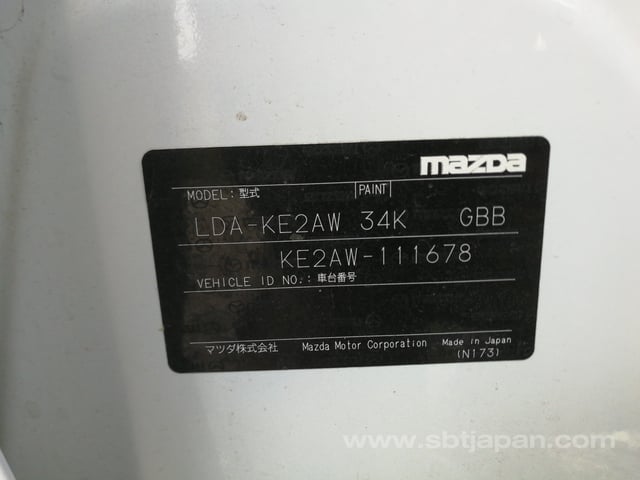 mazda
MODEL: 型式 PAINT
LDA-KE2AW 34K GBB
KE2AW-111678
VEHICLE ID NO.: 車台番号
マツダ株式会社 Mazda Motor Corporation Made in Japan
(N173)
www.sbtjapan.com